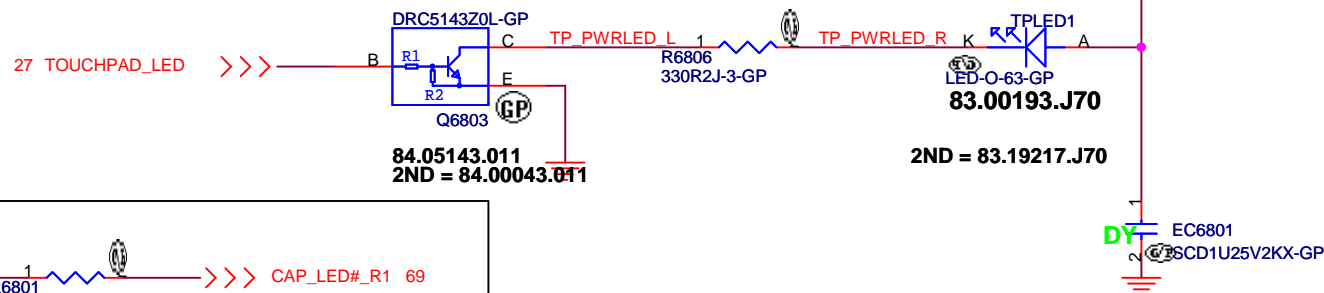 DRC5143Z0L-GP
TPLED1
C
TP_PWRLED_L
1
TP_PWRLED_R
K
A
27 TOUCHPAD_LED
B
R1
R6806
330R2J-3-GP
R2
E
LED-O-63-GP
83.00193.J70
GP
Q6803
84.05143.011
2ND = 84.00043.011
2ND = 83.19217.J70
1
DY
EC6801
2
SCD1U25V2KX-GP
1
CAP_LED#_R1 69
6801